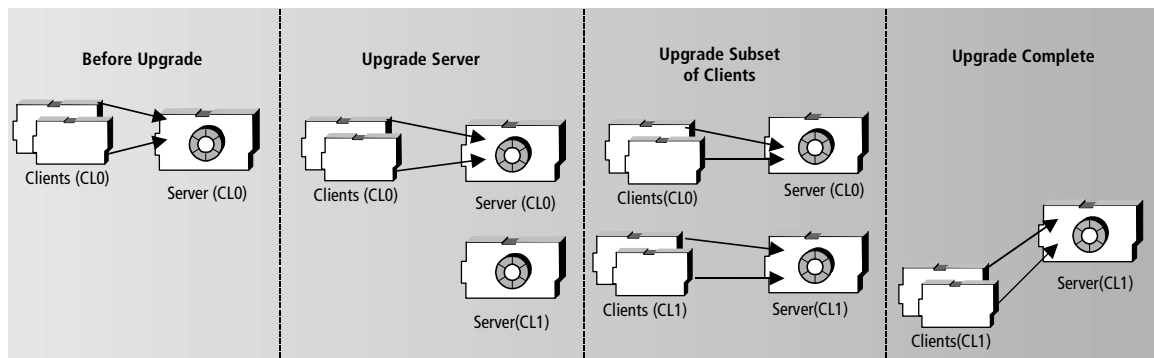 Before Upgrade
Clients (CL0)
Server (CL0)
Upgrade Server
Clients (CL0)
Server (CL0)
Server(CL1)
Upgrade Subset
of Clients
Clients(CL0)
Server (CL0)
Clients (CL1)
Server(CL1)
Upgrade Complete
Server(CL1)
Clients(CL1)